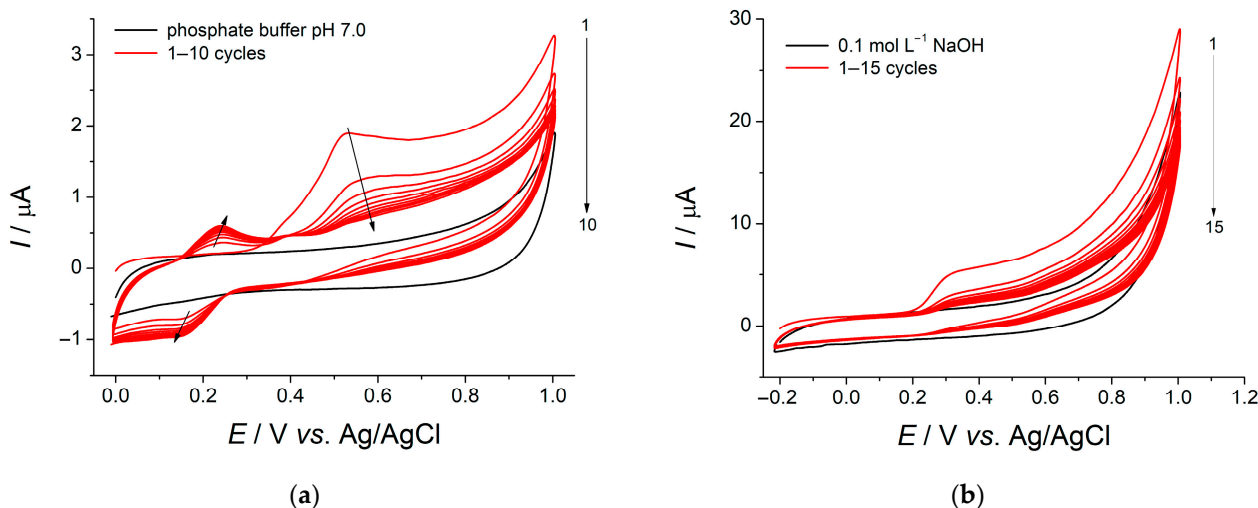 phosphate buffer pH 7.0
1–10 cycles
1
10
4
3
2
1
0
−1
I / μA
0.0 0.2 0.4 0.6 0.8 1.0
E / V vs. Ag/AgCl
(a)
0.1 mol L⁻¹ NaOH
1–15 cycles
1
15
30
20
10
0
I / μA
−0.2 0.0 0.2 0.4 0.6 0.8 1.0 1.2
E / V vs. Ag/AgCl
(b)